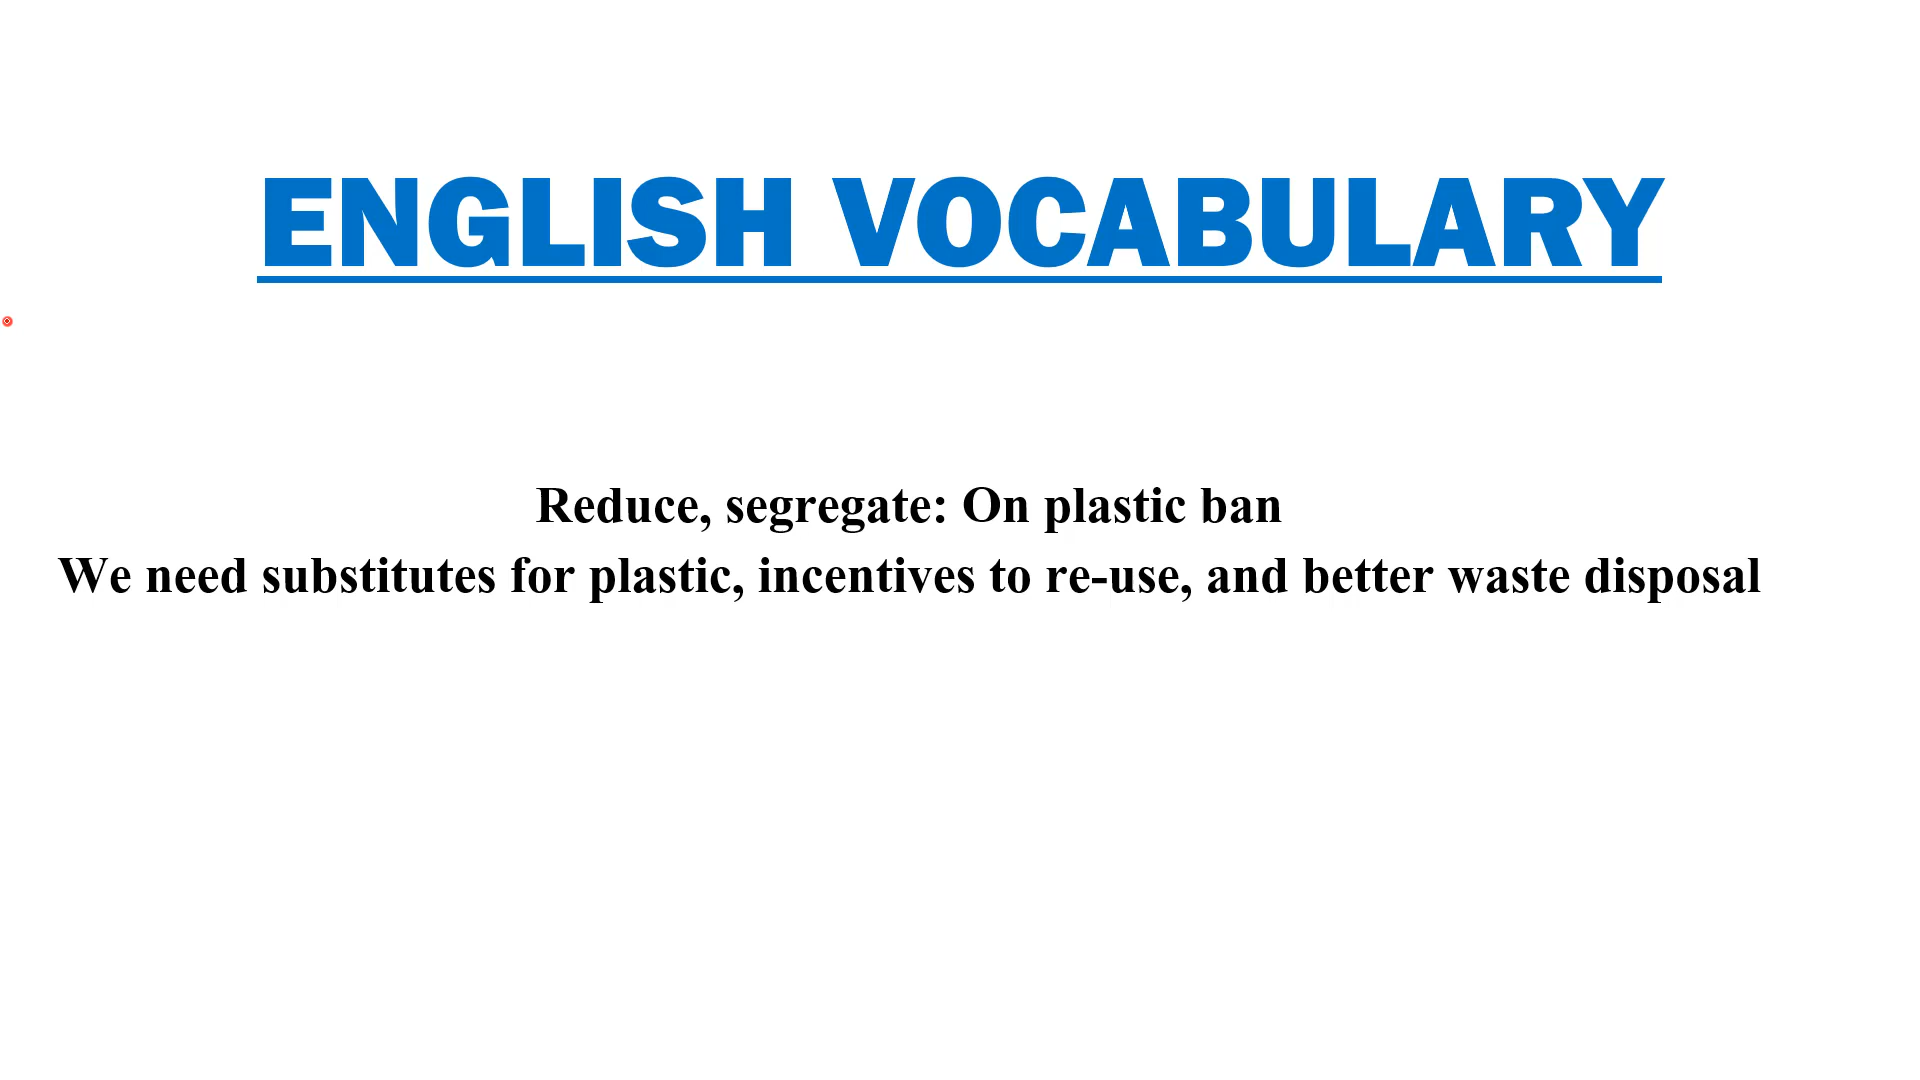 ENGLISH VOCABULARY
Reduce, segregate: On plastic ban
We need substitutes for plastic, incentives to re-use, and better waste disposal